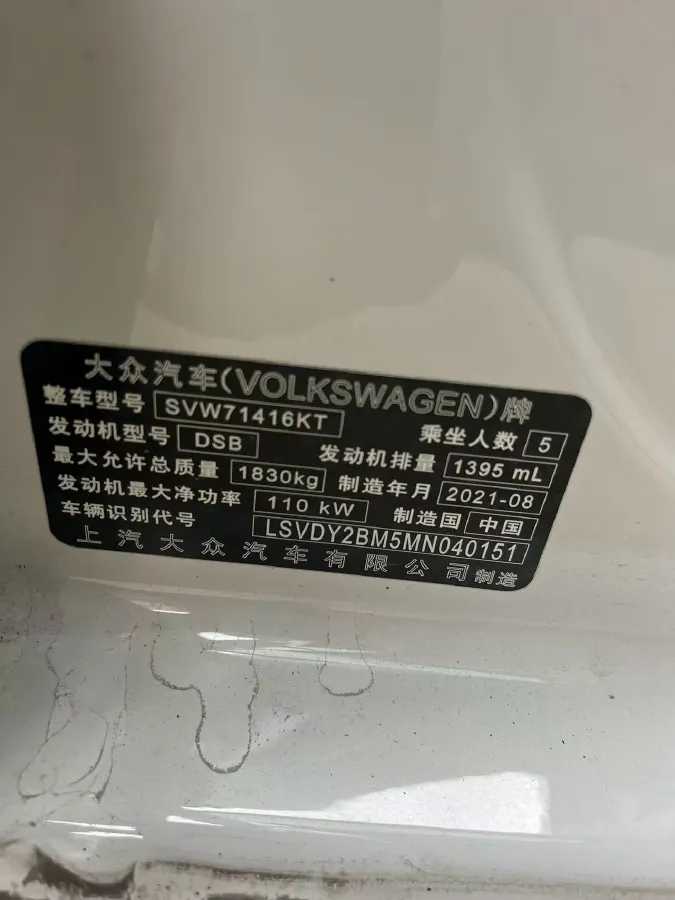 大众汽车(VOLKSWAGEN)牌
整车型号 SVW71416KT 乘坐人数 5
发动机型号 DSB 发动机排量 1395 mL
最大允许总质量 1830kg 制造年月 2021-08
发动机最大净功率 110 kW 制造国 中国
车辆识别代号 LSVDY2BM5MN040151
上汽大众汽车有限公司制造